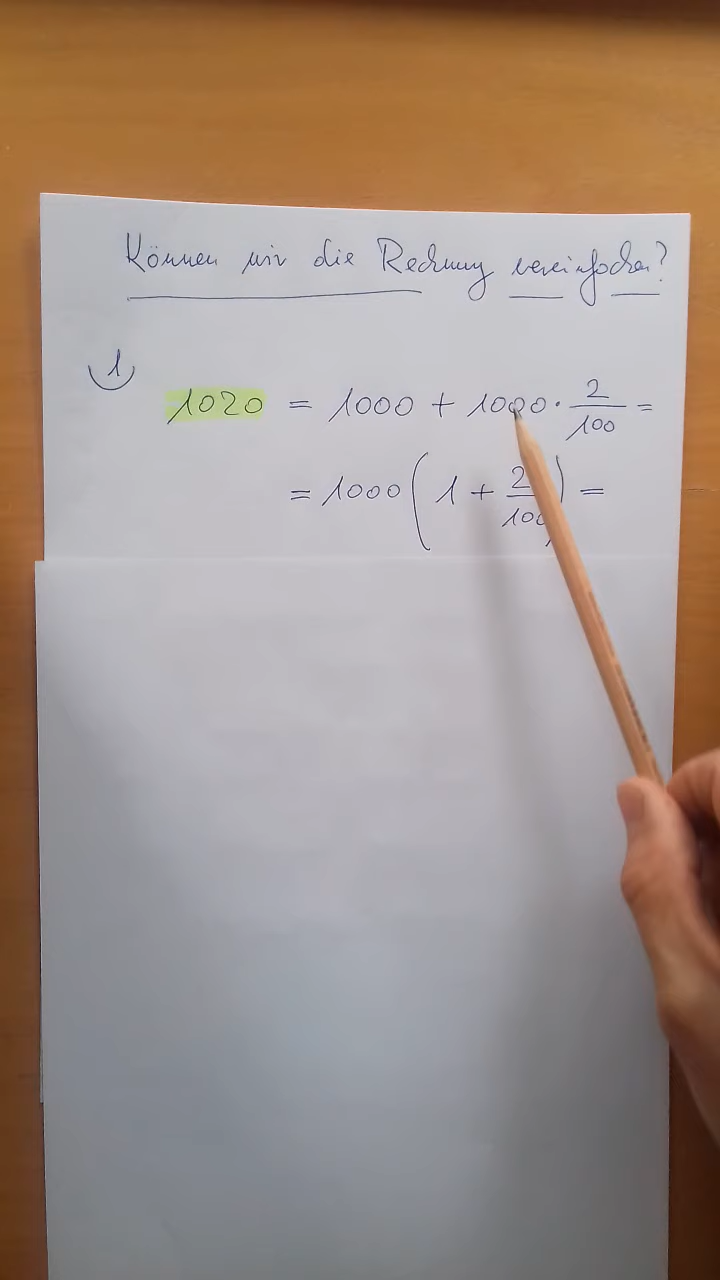 Können wir die Rechnung vereinfachen?
1
1020 = 1000 + 1000 · 2/100 =
= 1000 ( 1 + 2/100 ) =